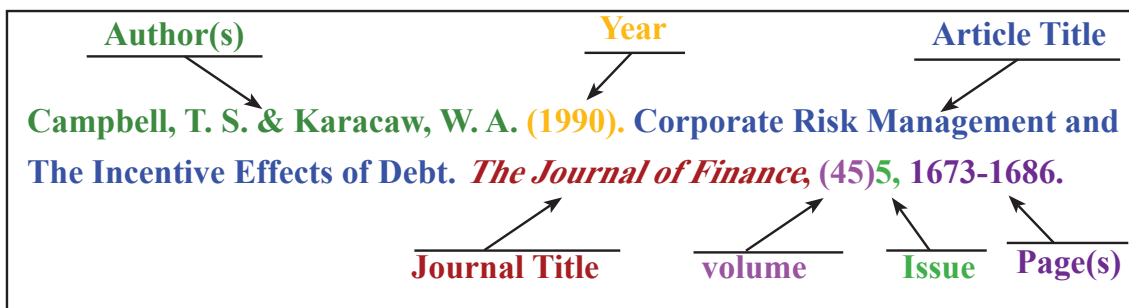 Author(s) Year Article Title
Campbell, T. S. & Karacaw, W. A. (1990). Corporate Risk Management and
The Incentive Effects of Debt. The Journal of Finance, (45)5, 1673-1686.
Journal Title volume Issue Page(s)